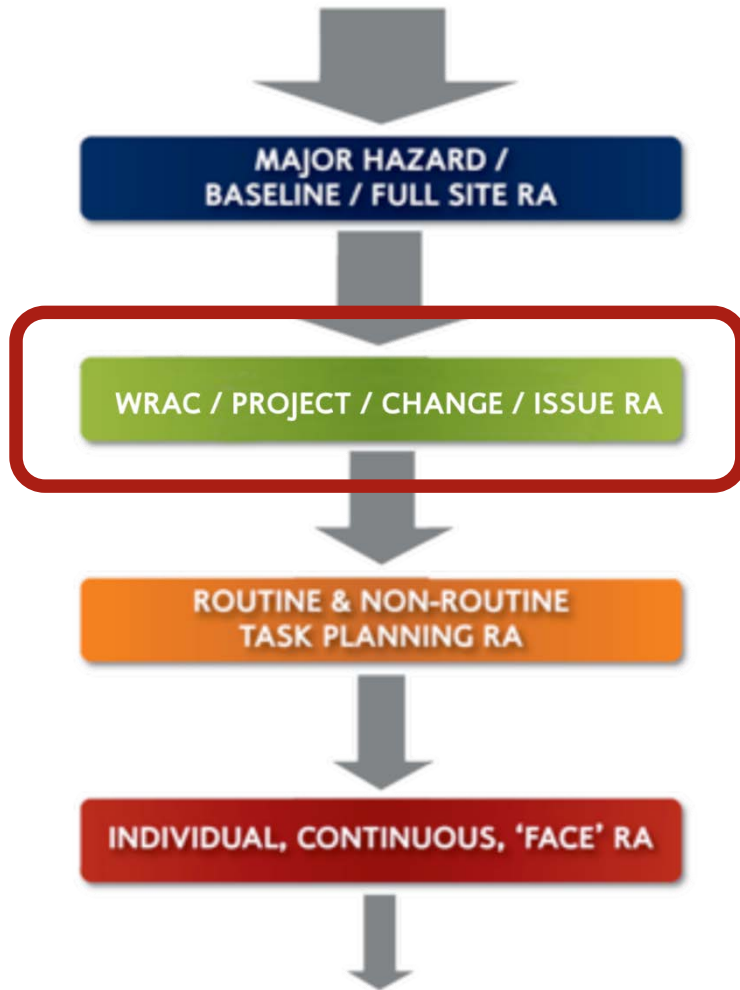 MAJOR HAZARD /
BASELINE / FULL SITE RA
WRAC / PROJECT / CHANGE / ISSUE RA
ROUTINE & NON-ROUTINE
TASK PLANNING RA
INDIVIDUAL, CONTINUOUS, ‘FACE’ RA